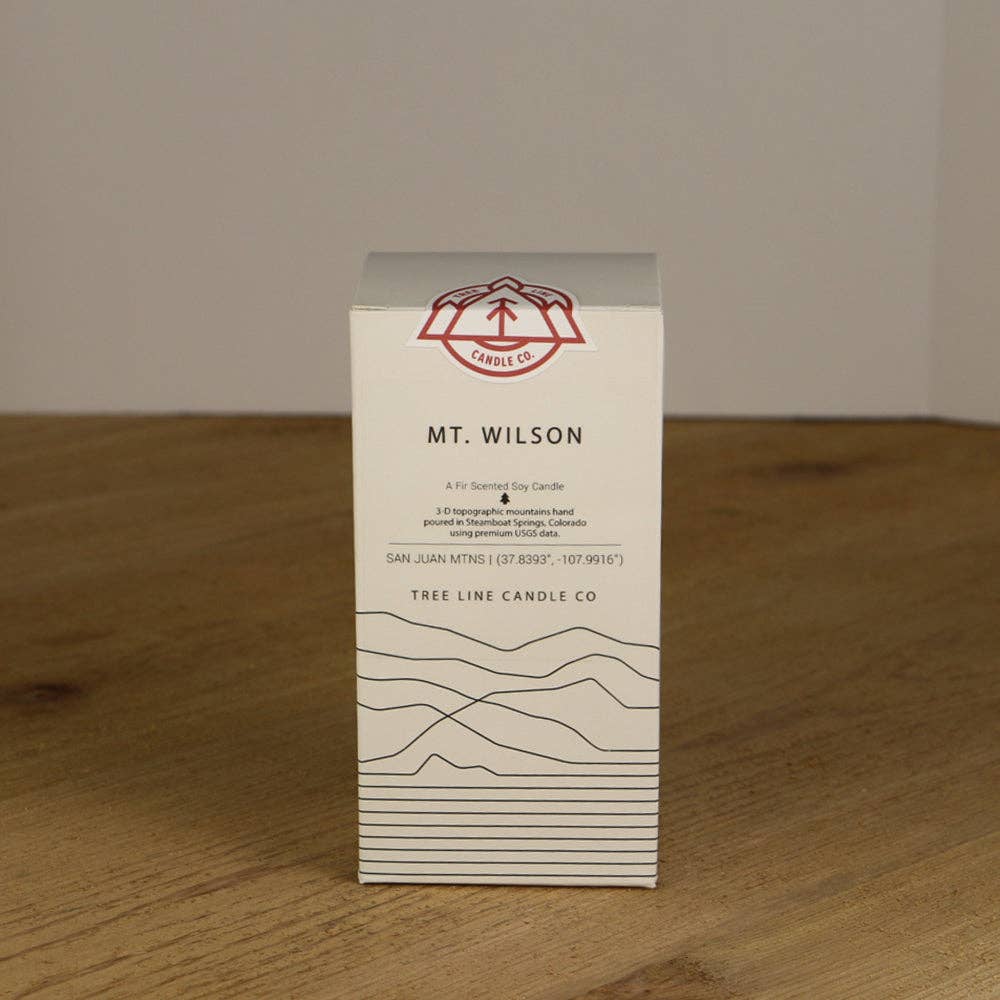 TREE LINE
CANDLE CO.
MT. WILSON
A Fir Scented Soy Candle
3-D topographic mountains hand
poured in Steamboat Springs, Colorado
using premium USGS data.
SAN JUAN MTNS | (37.8393°, -107.9916°)
TREE LINE CANDLE CO